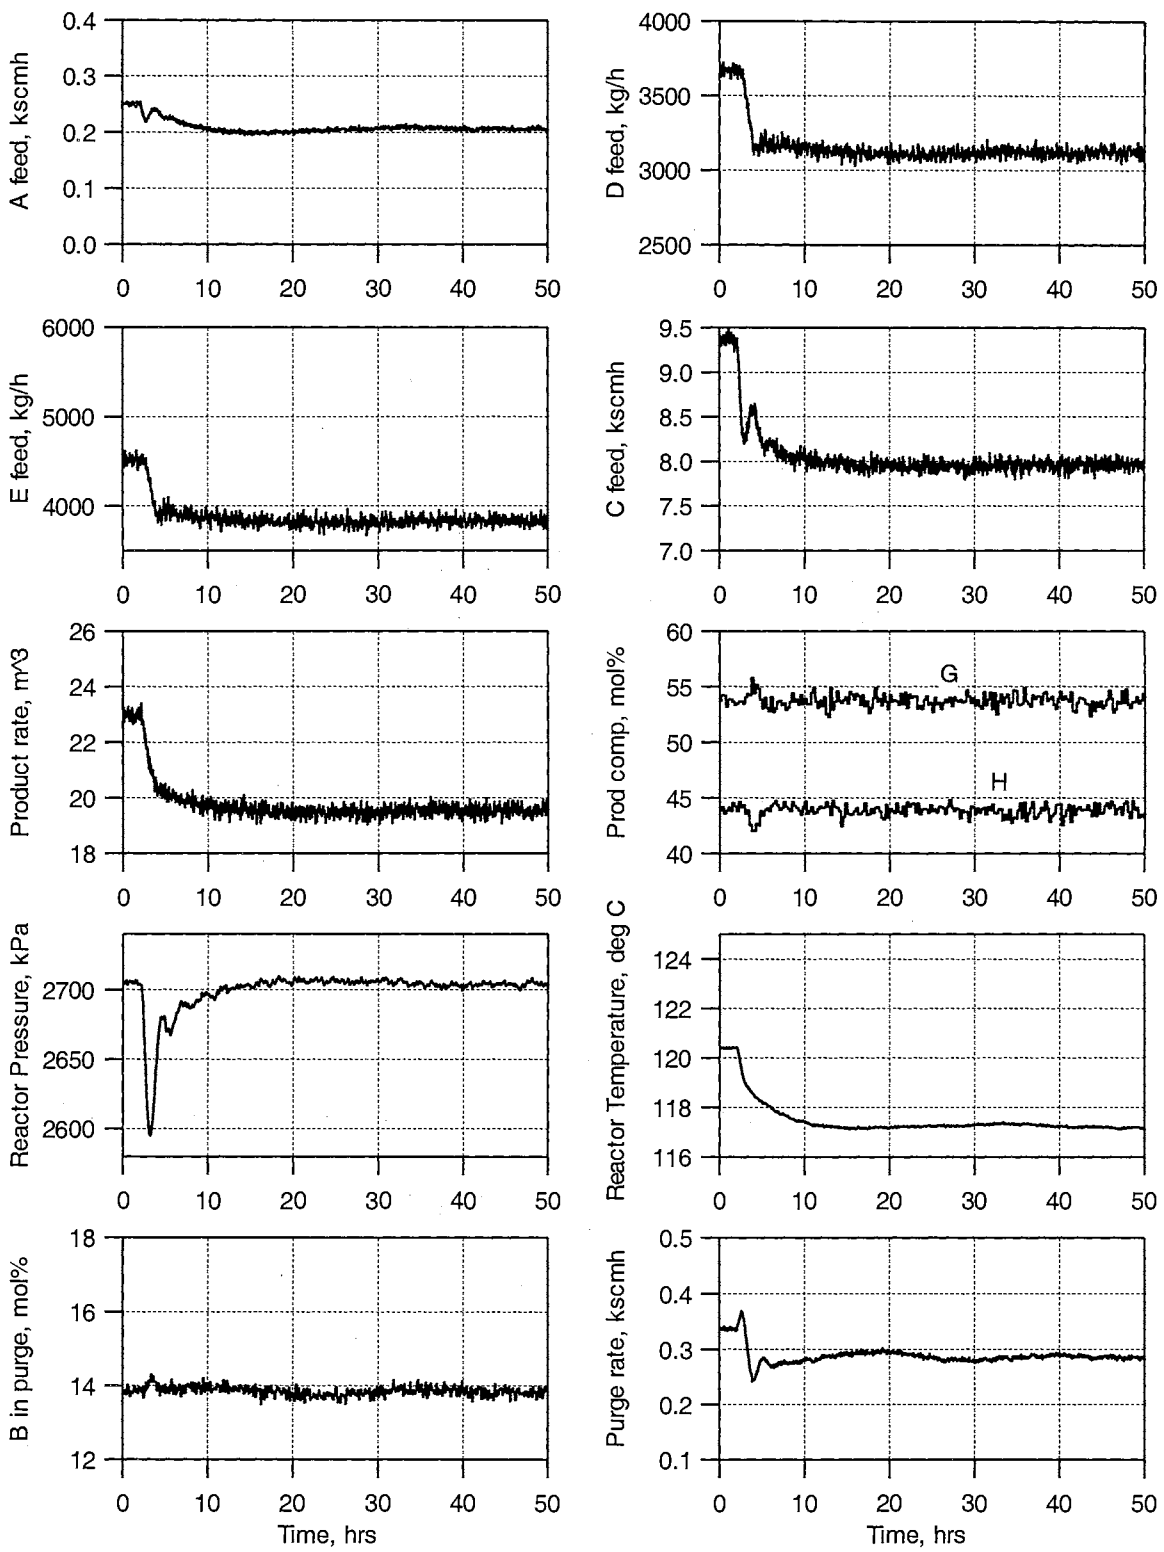 A feed, kscmh
0.4
0.3
0.2
0.1
0.0
0 10 20 30 40 50
D feed, kg/h
4000
3500
3000
2500
0 10 20 30 40 50
E feed, kg/h
6000
5000
4000
0 10 20 30 40 50
C feed, kscmh
9.5
9.0
8.5
8.0
7.5
7.0
0 10 20 30 40 50
Product rate, m^3
26
24
22
20
18
0 10 20 30 40 50
Prod comp, mol%
60
55
50
45
40
G
H
0 10 20 30 40 50
Reactor Pressure, kPa
2700
2650
2600
0 10 20 30 40 50
Reactor Temperature, deg C
124
122
120
118
116
0 10 20 30 40 50
B in purge, mol%
18
16
14
12
0 10 20 30 40 50
Time, hrs
Purge rate, kscmh
0.5
0.4
0.3
0.2
0.1
0 10 20 30 40 50
Time, hrs